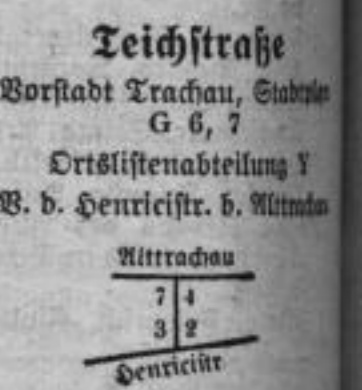 Teichſtraße
Vorſtadt Trachau, Stadtplan
G 6, 7
Ortsliſtenabteilung Y
V. d. Henriciſtr. b. Alttrachau
Alttrachau
7 4
3 2
Henriciſtr